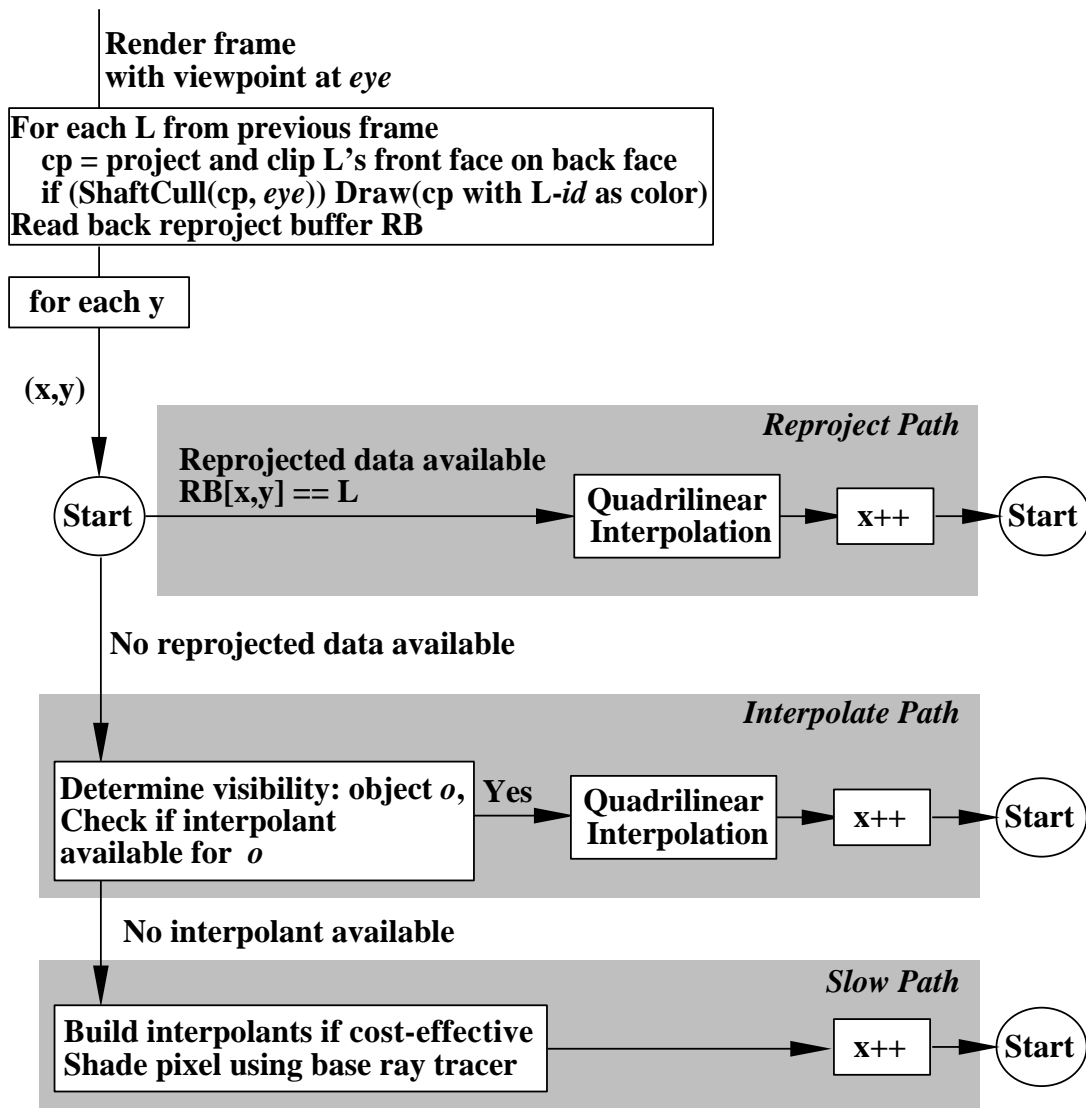 Render frame
with viewpoint at eye
For each L from previous frame
cp = project and clip L's front face on back face
if (ShaftCull(cp, eye)) Draw(cp with L-id as color)
Read back reproject buffer RB
for each y
(x,y)
Reproject Path
Reprojected data available
RB[x,y] == L
Start
Quadrilinear
Interpolation
x++
Start
No reprojected data available
Interpolate Path
Determine visibility: object o,
Check if interpolant
available for o
Yes
Quadrilinear
Interpolation
x++
Start
No interpolant available
Slow Path
Build interpolants if cost-effective
Shade pixel using base ray tracer
x++
Start